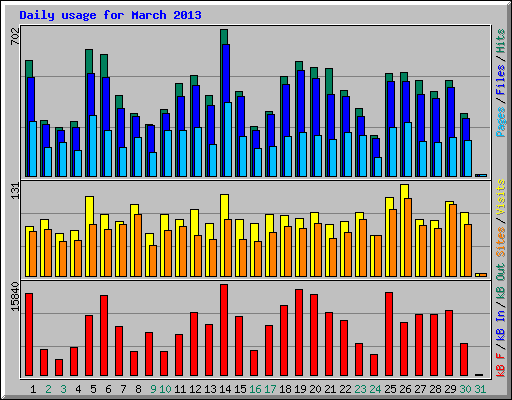 Daily usage for March 2013
702
Pages / Files / Hits
131
Sites / Visits
15840
kB F / kB In / kB Out
1 2 3 4 5 6 7 8 9 10 11 12 13 14 15 16 17 18 19 20 21 22 23 24 25 26 27 28 29 30 31